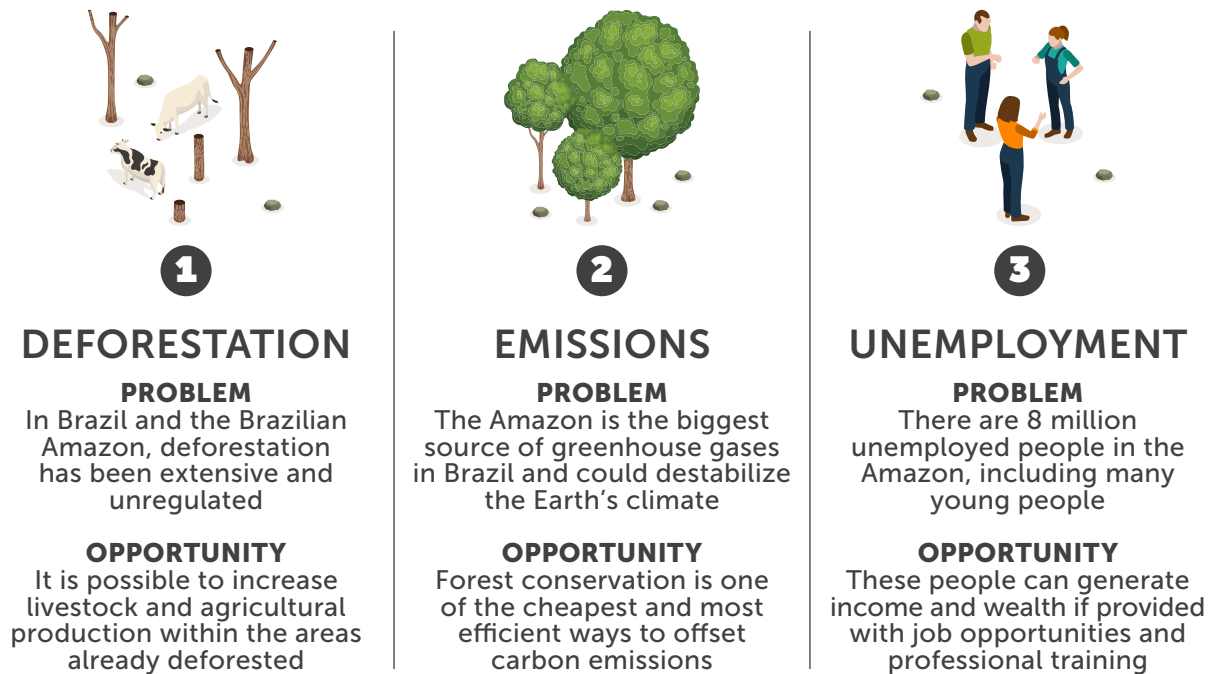 1
DEFORESTATION
PROBLEM
In Brazil and the Brazilian
Amazon, deforestation
has been extensive and
unregulated
OPPORTUNITY
It is possible to increase
livestock and agricultural
production within the areas
already deforested
2
EMISSIONS
PROBLEM
The Amazon is the biggest
source of greenhouse gases
in Brazil and could destabilize
the Earth’s climate
OPPORTUNITY
Forest conservation is one
of the cheapest and most
efficient ways to offset
carbon emissions
3
UNEMPLOYMENT
PROBLEM
There are 8 million
unemployed people in the
Amazon, including many
young people
OPPORTUNITY
These people can generate
income and wealth if provided
with job opportunities and
professional training